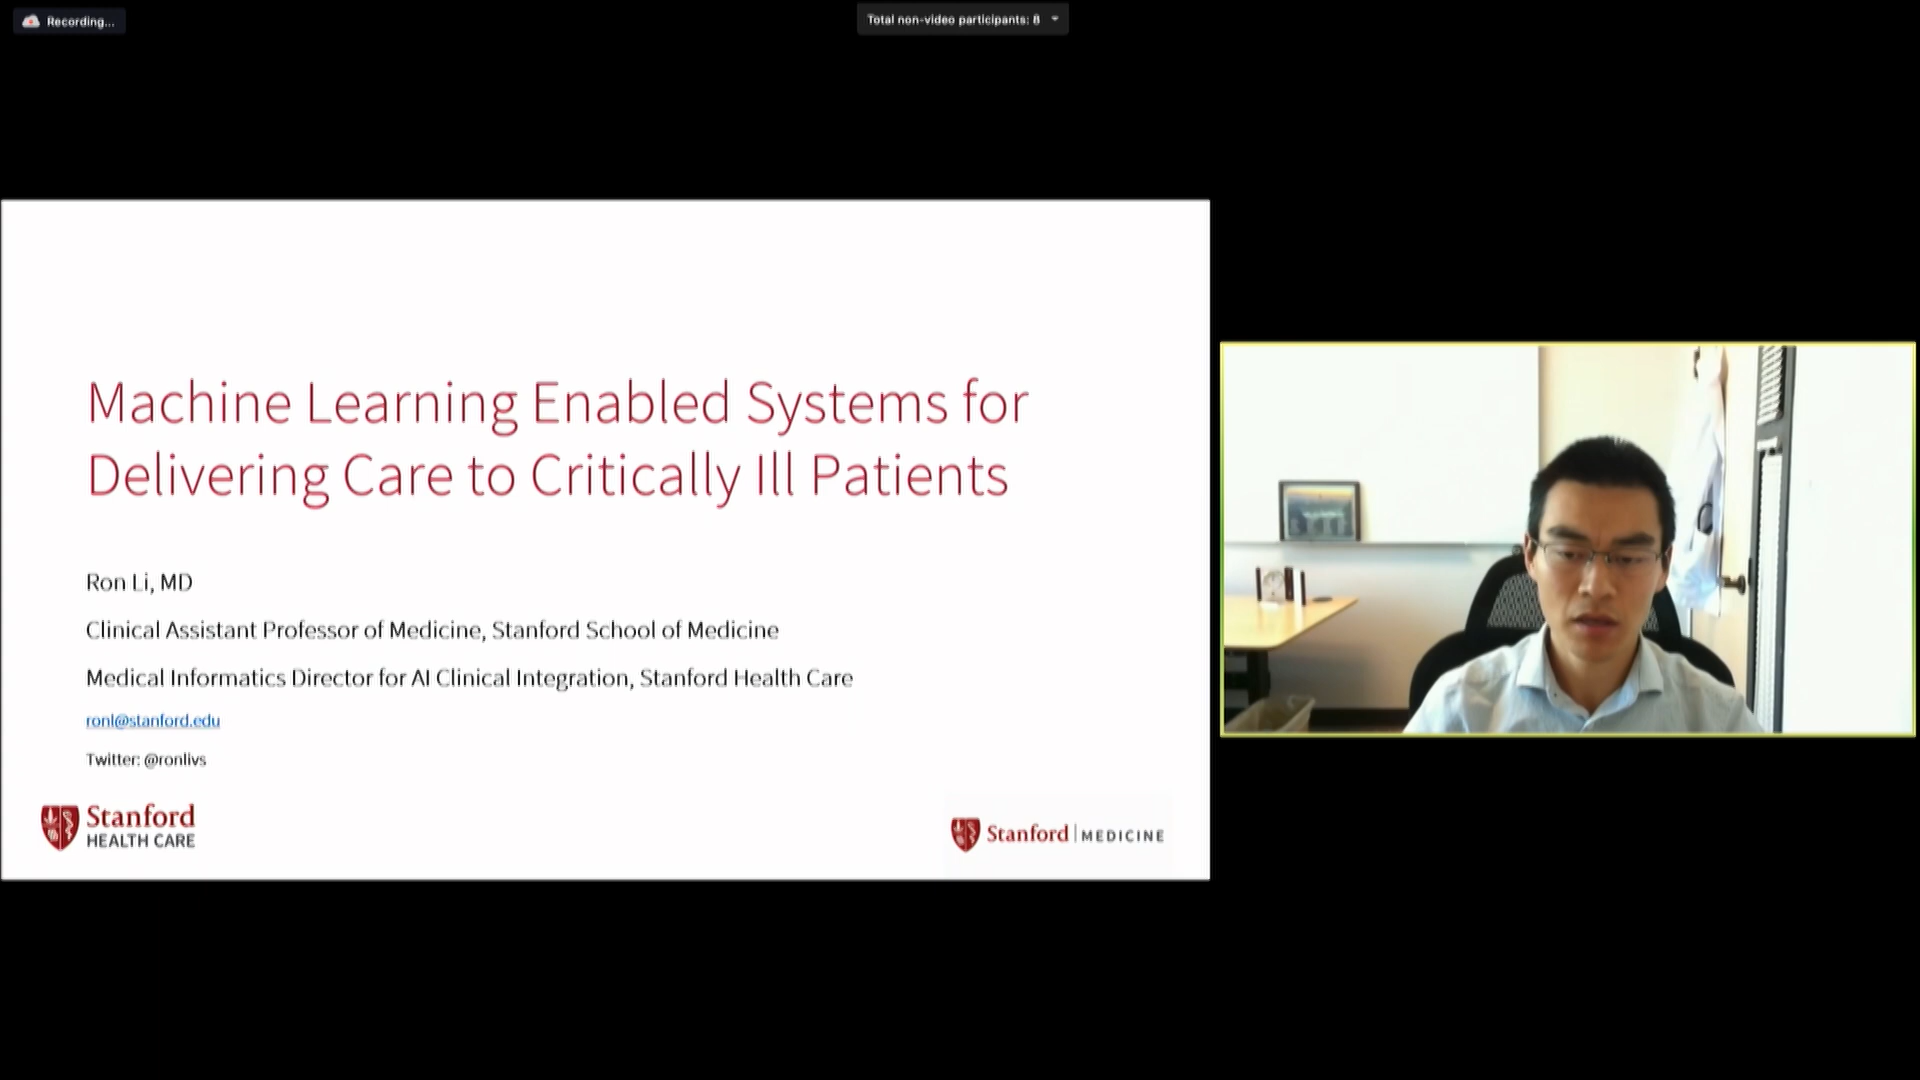 Recording...
Total non-video participants: 8
Machine Learning Enabled Systems for
Delivering Care to Critically Ill Patients
Ron Li, MD
Clinical Assistant Professor of Medicine, Stanford School of Medicine
Medical Informatics Director for AI Clinical Integration, Stanford Health Care
ronl@stanford.edu
Twitter: @ronlivs
Stanford
HEALTH CARE
Stanford | MEDICINE